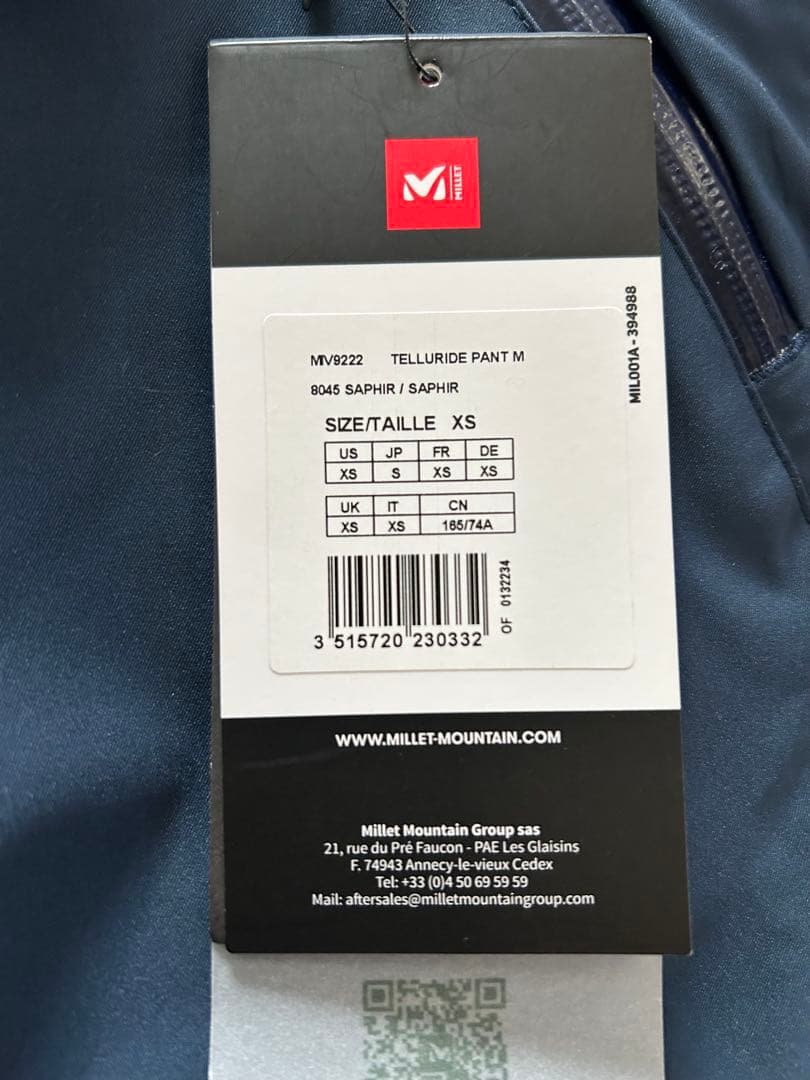 MILLET
MIL001A - 394988
MIV9222 TELLURIDE PANT M
8045 SAPHIR / SAPHIR
SIZE/TAILLE XS
US JP FR DE
XS S XS XS
UK IT CN
XS XS 165/74A
OF 0132234
3 515720 230332
WWW.MILLET-MOUNTAIN.COM
Millet Mountain Group sas
21, rue du Pré Faucon - PAE Les Glaisins
F. 74943 Annecy-le-vieux Cedex
Tel: +33 (0)4 50 69 59 59
Mail: aftersales@milletmountaingroup.com